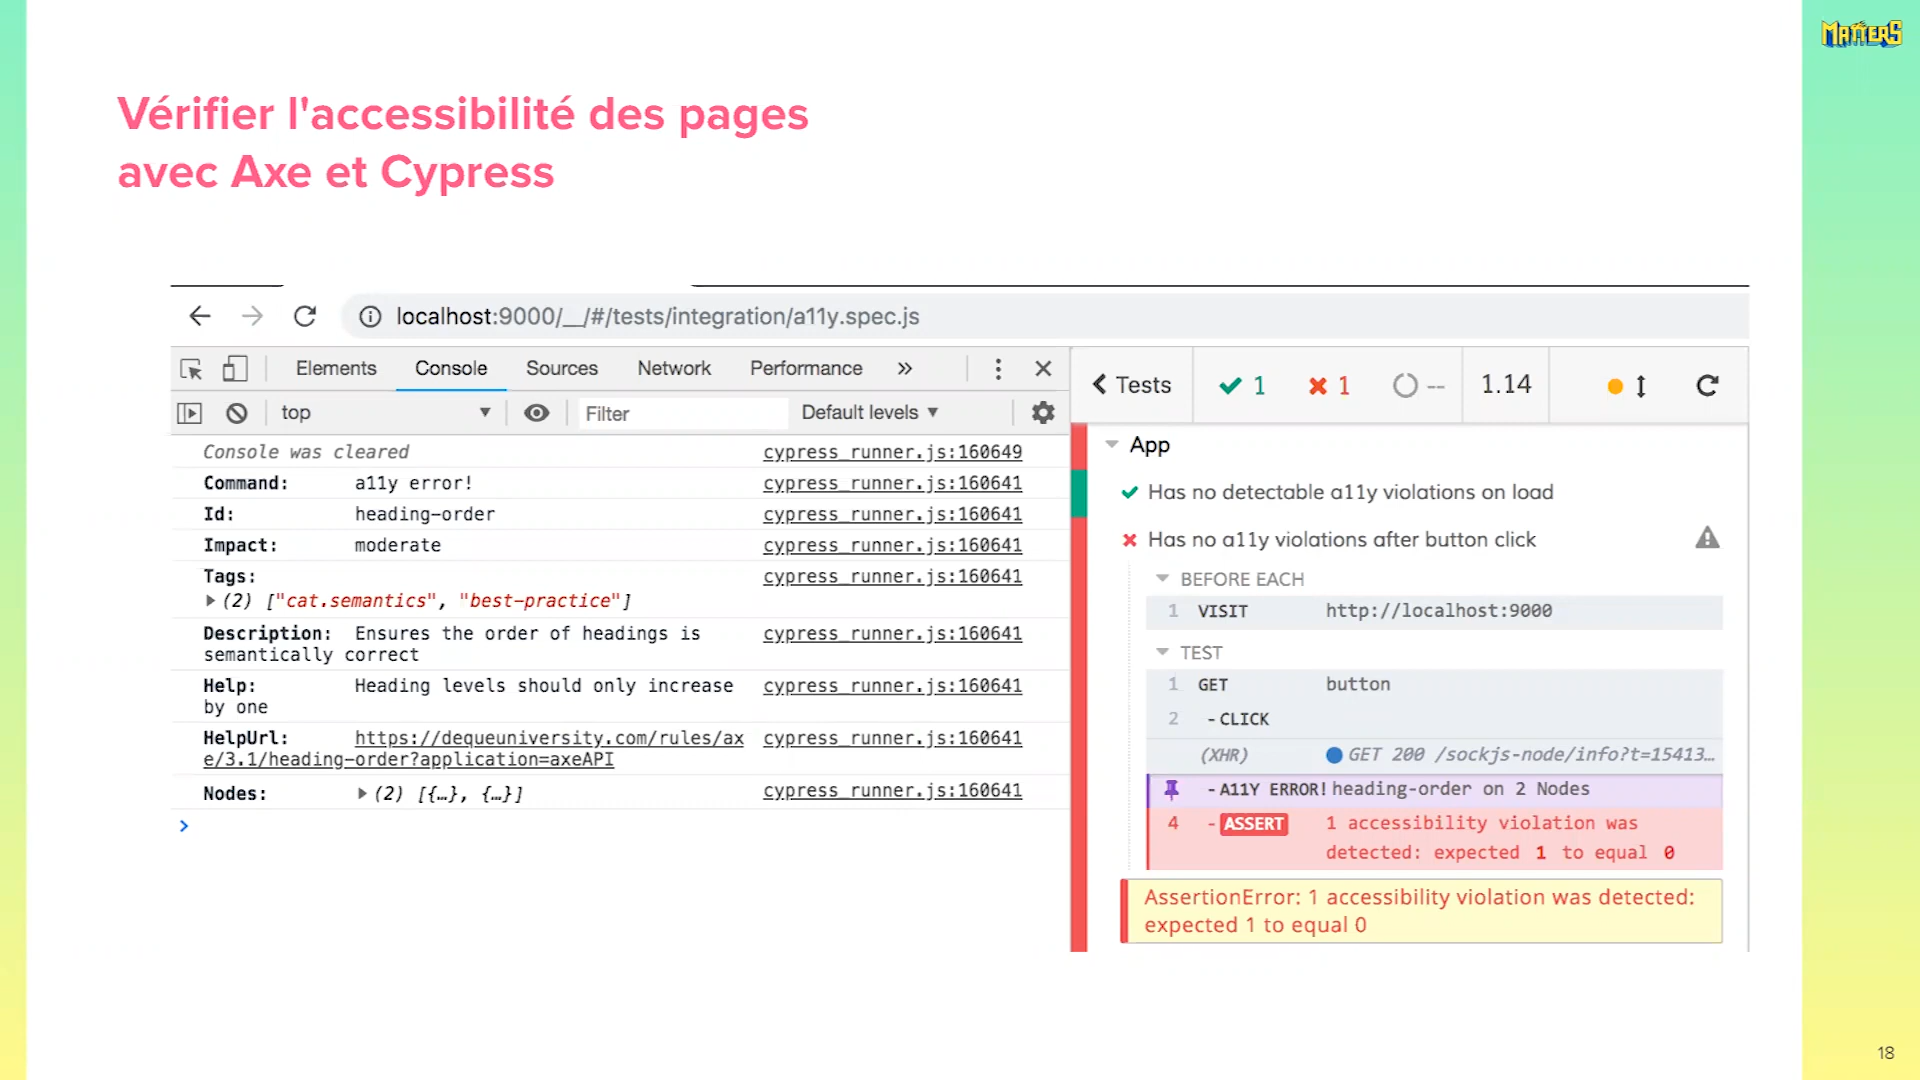 MATTERS
Vérifier l'accessibilité des pages
avec Axe et Cypress
localhost:9000/__/#/tests/integration/a11y.spec.js
Elements Console Sources Network Performance »
top Filter Default levels
Console was cleared cypress_runner.js:160649
Command: a11y error! cypress_runner.js:160641
Id: heading-order cypress_runner.js:160641
Impact: moderate cypress_runner.js:160641
Tags: cypress_runner.js:160641
(2) ["cat.semantics", "best-practice"]
Description: Ensures the order of headings is cypress_runner.js:160641
semantically correct
Help: Heading levels should only increase cypress_runner.js:160641
by one
HelpUrl: https://dequeuniversity.com/rules/ax cypress_runner.js:160641
e/3.1/heading-order?application=axeAPI
Nodes: (2) [{…}, {…}] cypress_runner.js:160641
Tests 1 1 -- 1.14
App
Has no detectable a11y violations on load
Has no a11y violations after button click
BEFORE EACH
1 VISIT http://localhost:9000
TEST
1 GET button
2 - CLICK
(XHR) GET 200 /sockjs-node/info?t=15413...
- A11Y ERROR! heading-order on 2 Nodes
4 - ASSERT 1 accessibility violation was
detected: expected 1 to equal 0
AssertionError: 1 accessibility violation was detected:
expected 1 to equal 0
18